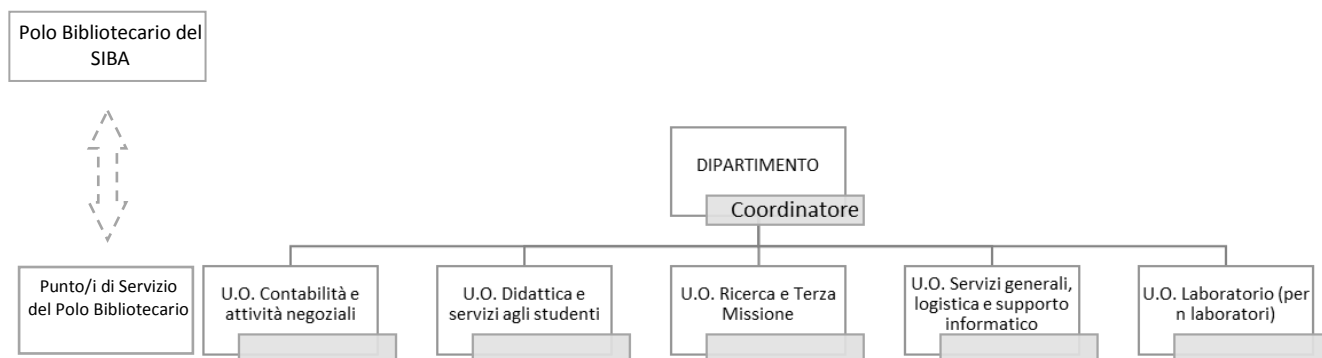 Polo Bibliotecario del
SIBA
DIPARTIMENTO
Coordinatore
Punto/i di Servizio
del Polo Bibliotecario
U.O. Contabilità e
attività negoziali
U.O. Didattica e
servizi agli studenti
U.O. Ricerca e Terza
Missione
U.O. Servizi generali,
logistica e supporto
informatico
U.O. Laboratorio (per
n laboratori)